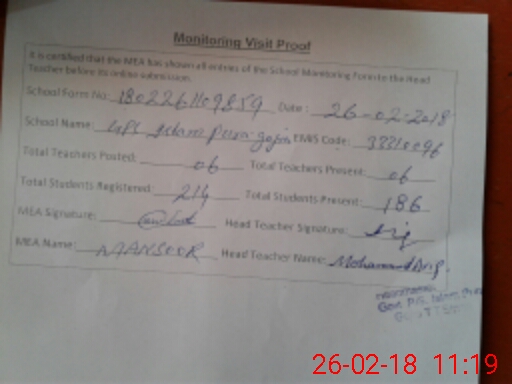 Monitoring Visit Proof
It is certified that the MEA has shown all entries of the School Monitoring Form to the Head
Teacher before its online submission.
School Form No: Date: 26-02-2018
School Name: EMIS Code:
Total Teachers Posted: 06 Total Teachers Present: 06
Total Students Registered: 214 Total Students Present: 186
MEA Signature: Head Teacher Signature:
MEA Name: MANSOOR Head Teacher Name: Mohammad
26-02-18 11:19